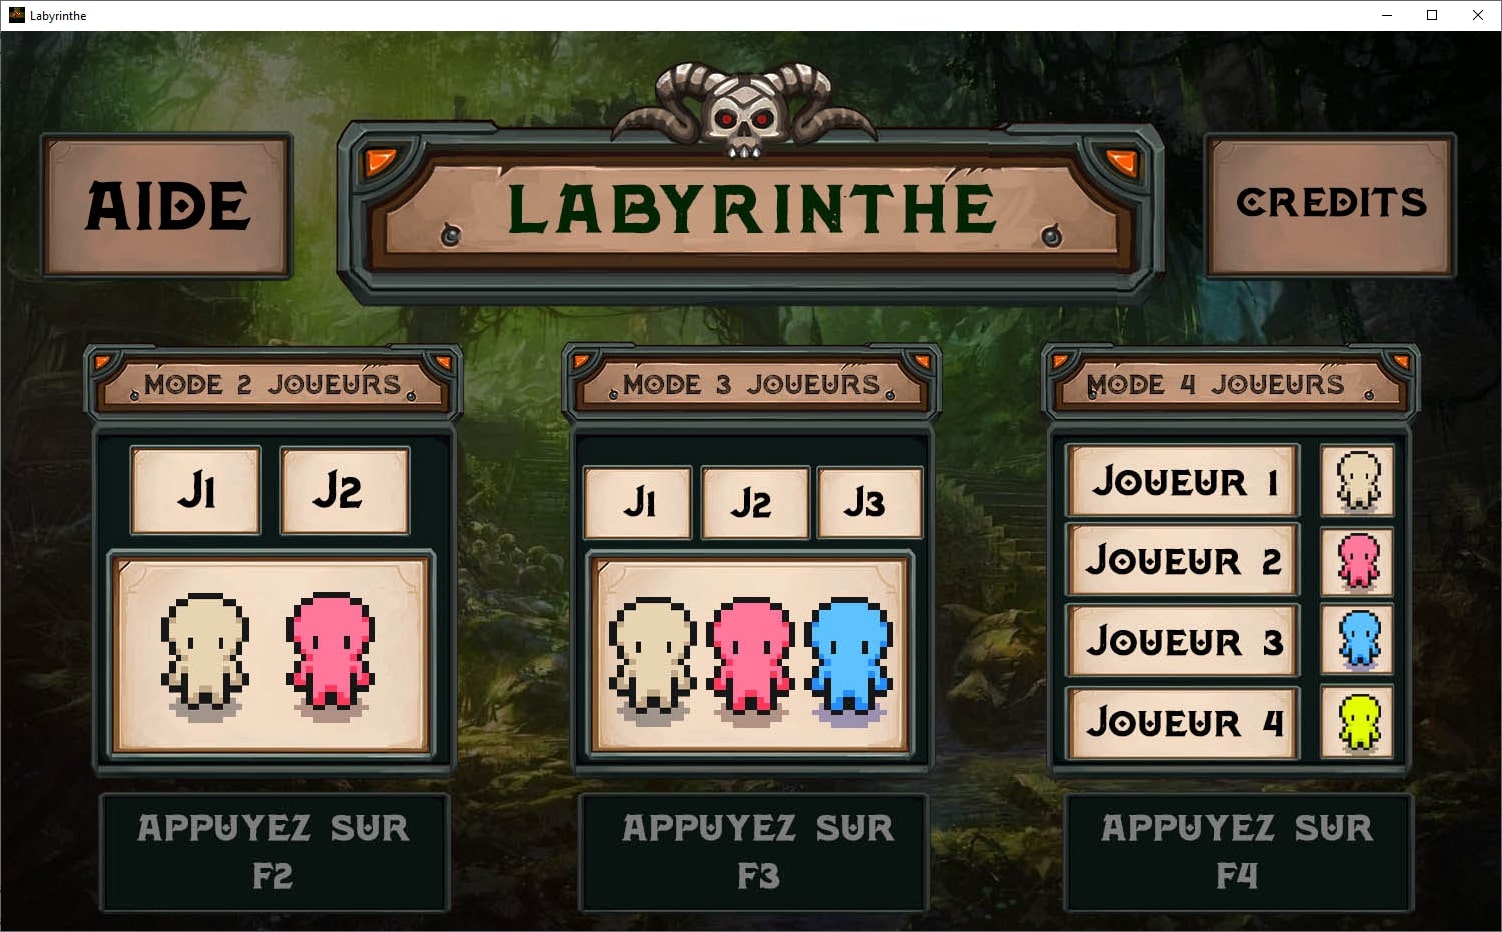 Labyrinthe
AIDE
LABYRINTHE
CREDITS
MODE 2 JOUEURS
J1
J2
APPUYEZ SUR
F2
MODE 3 JOUEURS
J1
J2
J3
APPUYEZ SUR
F3
MODE 4 JOUEURS
JOUEUR 1
JOUEUR 2
JOUEUR 3
JOUEUR 4
APPUYEZ SUR
F4